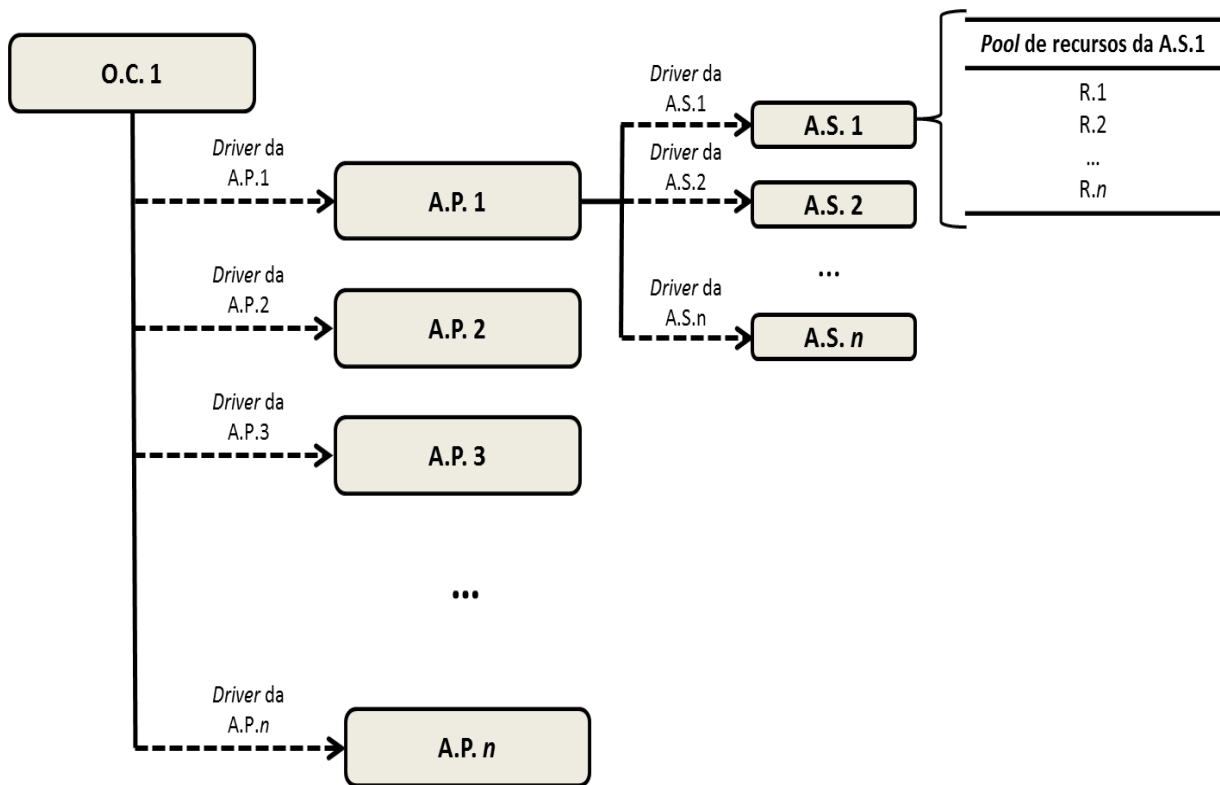 O.C. 1
Driver da
A.P.1
A.P. 1
Driver da
A.P.2
A.P. 2
Driver da
A.P.3
A.P. 3
...
Driver da
A.P.n
A.P. n
Driver da
A.S.1
A.S. 1
Driver da
A.S.2
A.S. 2
...
Driver da
A.S.n
A.S. n
Pool de recursos da A.S.1
R.1
R.2
...
R.n